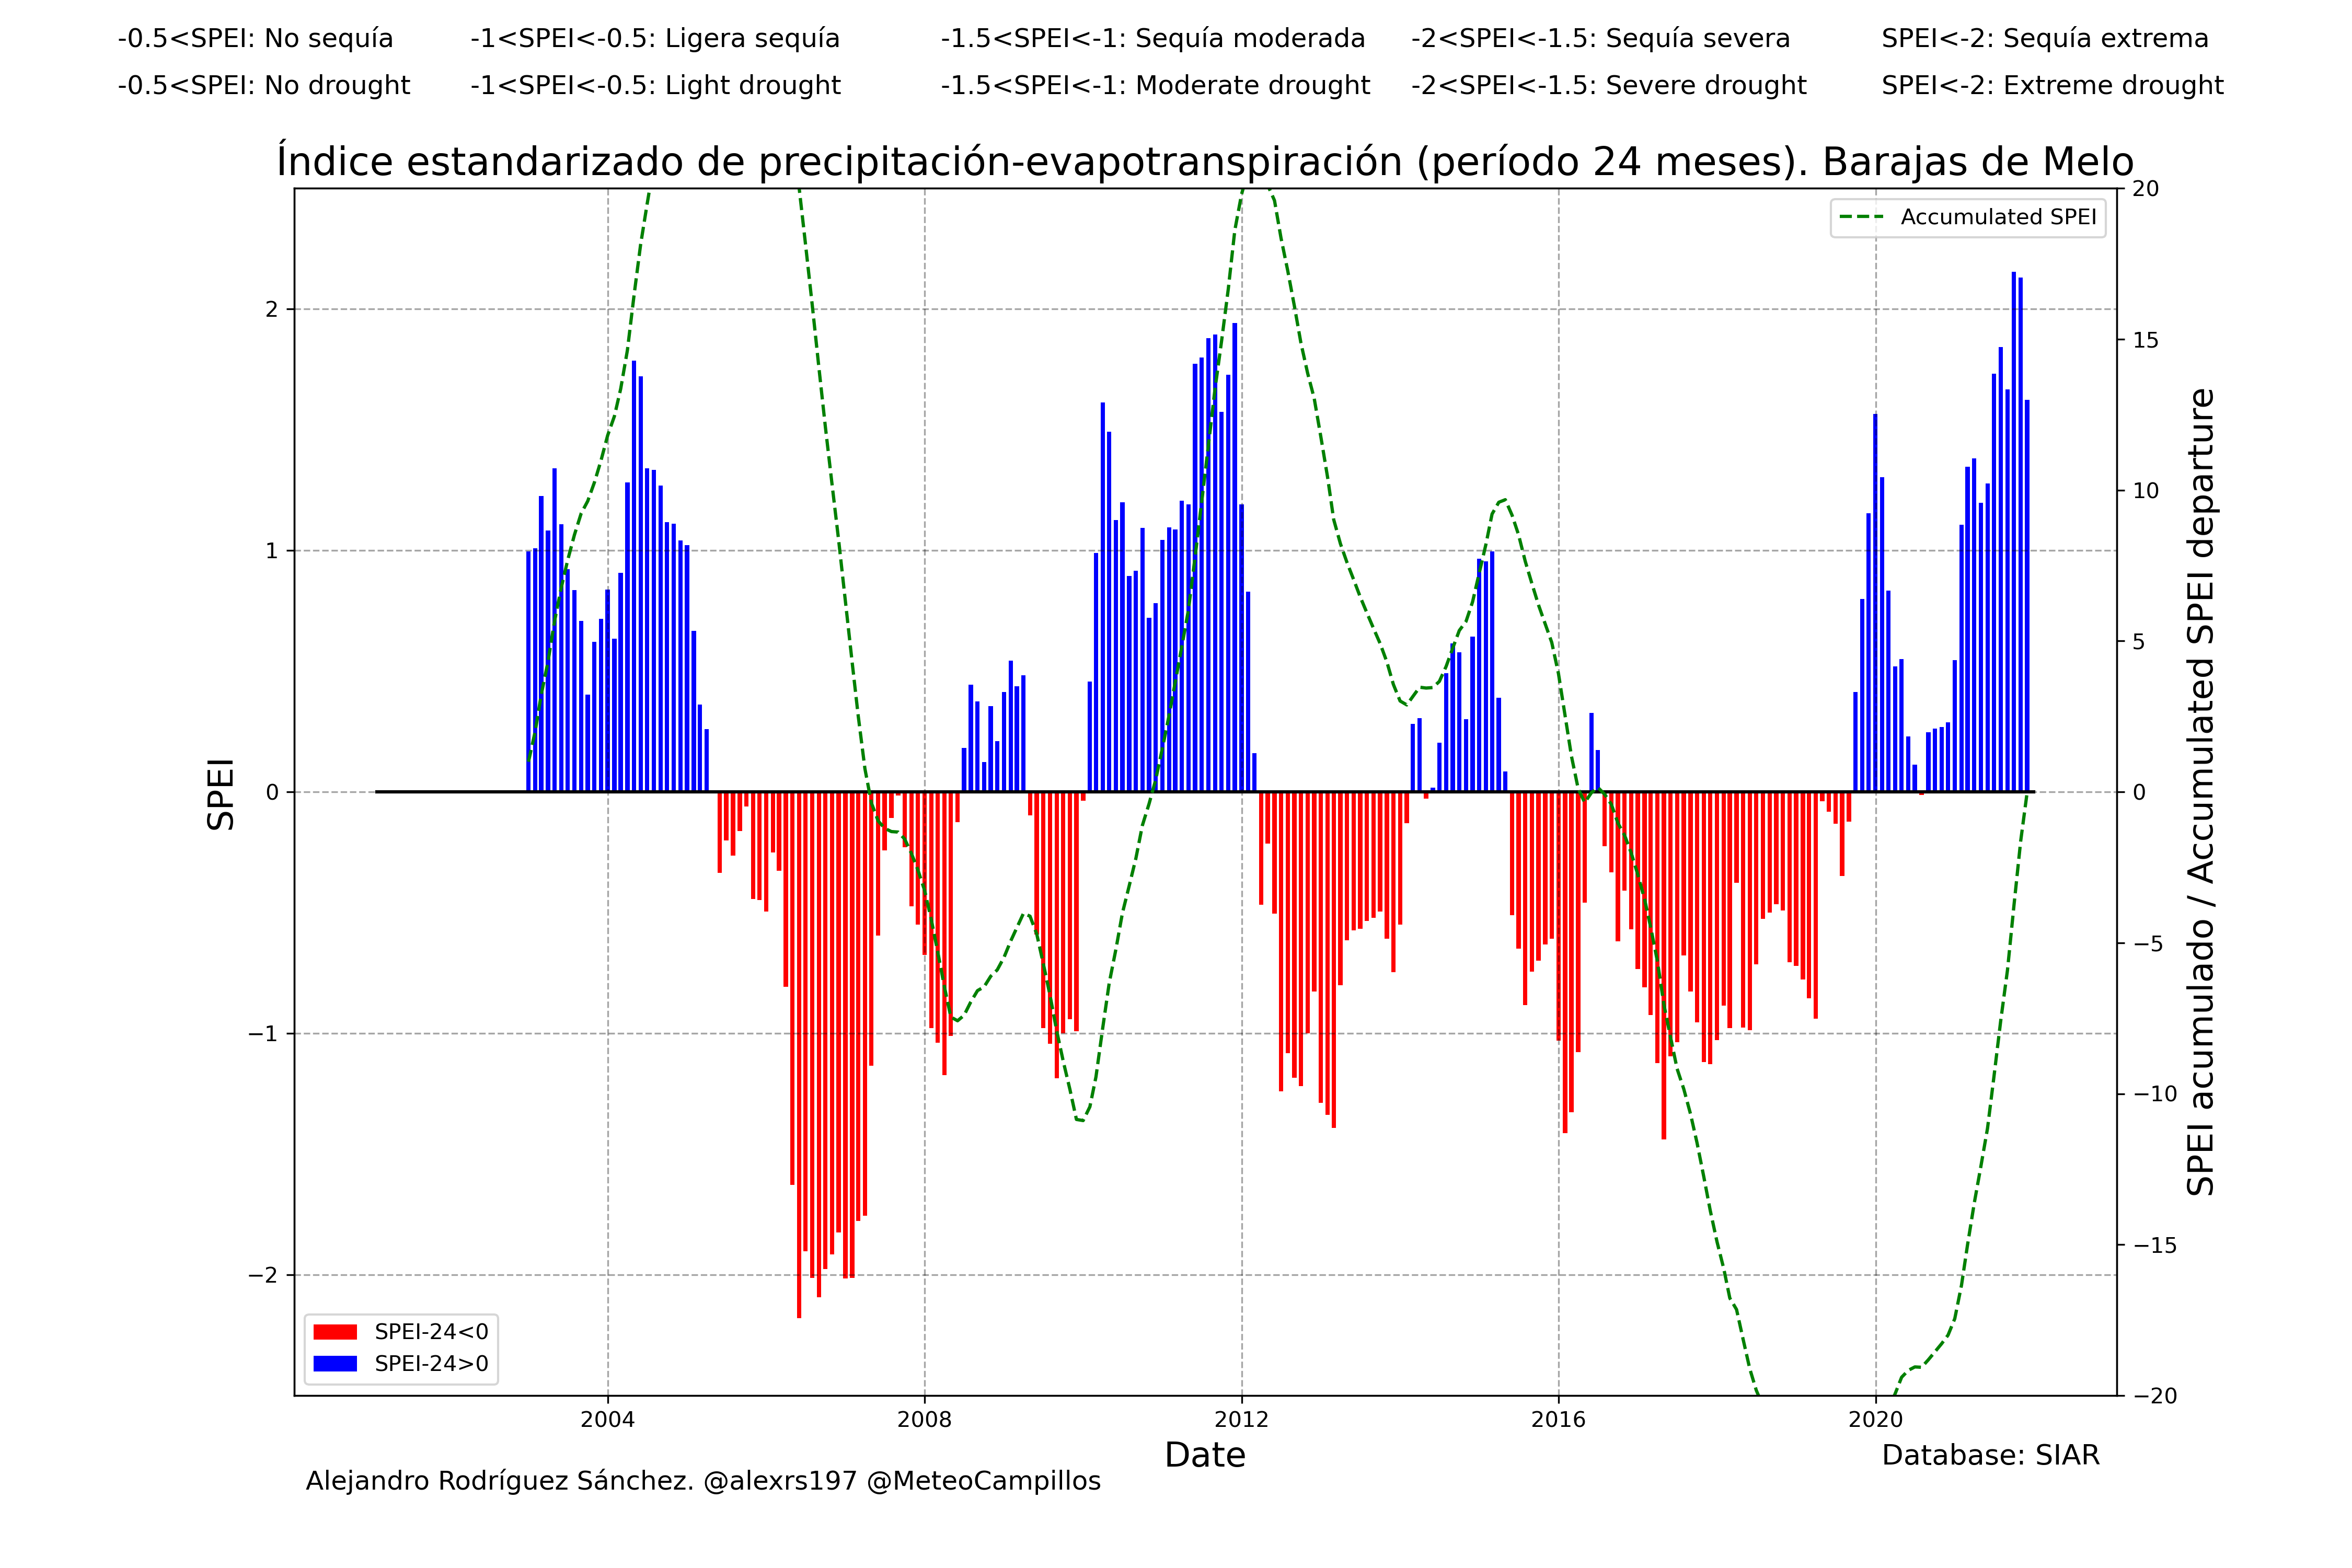 -0.5<SPEI: No sequía -1<SPEI<-0.5: Ligera sequía -1.5<SPEI<-1: Sequía moderada -2<SPEI<-1.5: Sequía severa SPEI<-2: Sequía extrema
-0.5<SPEI: No drought -1<SPEI<-0.5: Light drought -1.5<SPEI<-1: Moderate drought -2<SPEI<-1.5: Severe drought SPEI<-2: Extreme drought
Índice estandarizado de precipitación-evapotranspiración (período 24 meses). Barajas de Melo
Accumulated SPEI
SPEI
2
1
0
−1
−2
20
15
10
5
0
−5
−10
−15
−20
SPEI acumulado / Accumulated SPEI departure
SPEI-24<0
SPEI-24>0
2004 2008 2012 2016 2020
Date
Database: SIAR
Alejandro Rodríguez Sánchez. @alexrs197 @MeteoCampillos